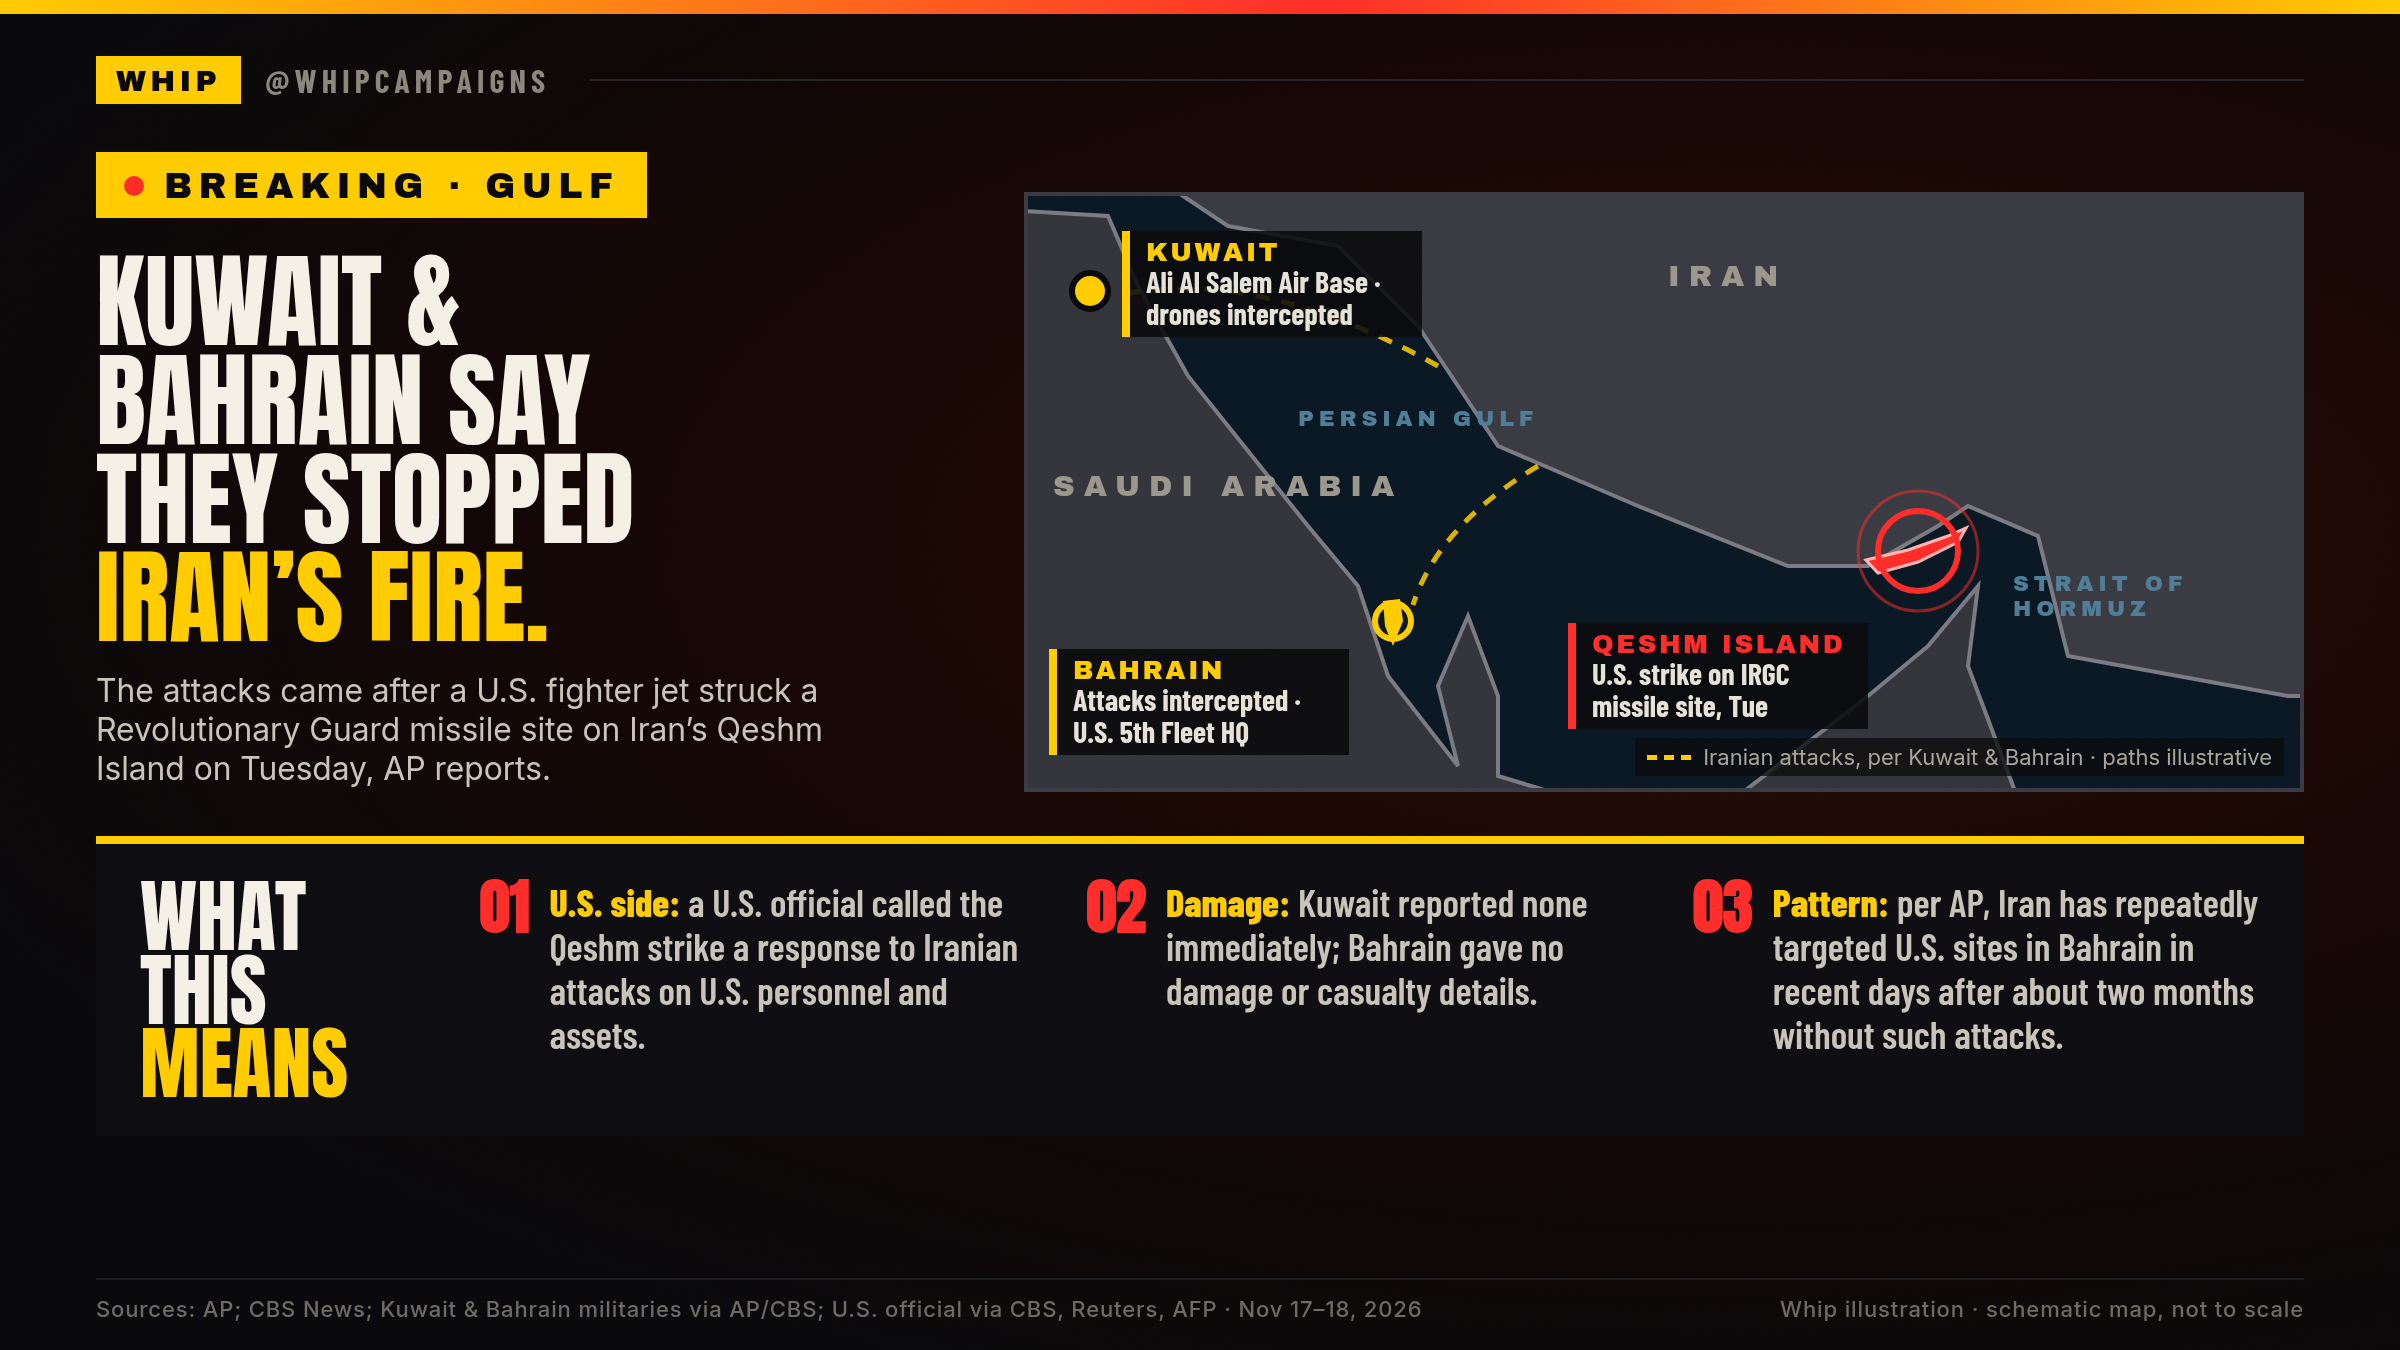 WHIP @WHIPCAMPAIGNS
BREAKING · GULF
KUWAIT &
BAHRAIN SAY
THEY STOPPED
IRAN’S FIRE.
The attacks came after a U.S. fighter jet struck a
Revolutionary Guard missile site on Iran’s Qeshm
Island on Tuesday, AP reports.
KUWAIT
Ali Al Salem Air Base ·
drones intercepted
IRAN
PERSIAN GULF
SAUDI ARABIA
STRAIT OF
HORMUZ
BAHRAIN
Attacks intercepted ·
U.S. 5th Fleet HQ
QESHM ISLAND
U.S. strike on IRGC
missile site, Tue
Iranian attacks, per Kuwait & Bahrain · paths illustrative
WHAT
THIS
MEANS
01
U.S. side: a U.S. official called the
Qeshm strike a response to Iranian
attacks on U.S. personnel and
assets.
02
Damage: Kuwait reported none
immediately; Bahrain gave no
damage or casualty details.
03
Pattern: per AP, Iran has repeatedly
targeted U.S. sites in Bahrain in
recent days after about two months
without such attacks.
Sources: AP; CBS News; Kuwait & Bahrain militaries via AP/CBS; U.S. official via CBS, Reuters, AFP · Nov 17–18, 2026
Whip illustration · schematic map, not to scale